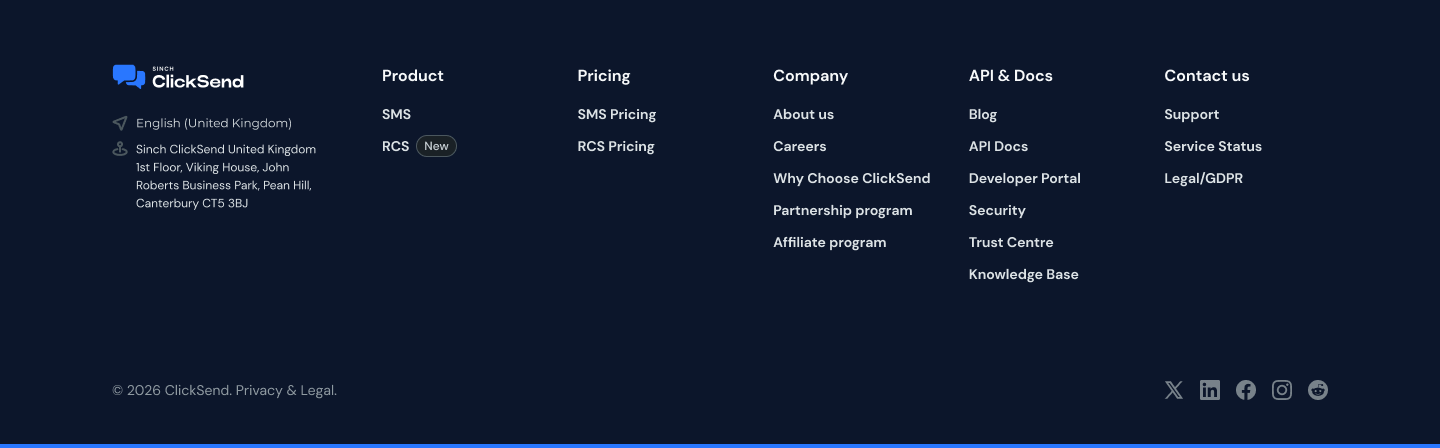 SINCH
ClickSend
English (United Kingdom)
Sinch ClickSend United Kingdom
1st Floor, Viking House, John
Roberts Business Park, Pean Hill,
Canterbury CT5 3BJ
Product
SMS
RCS New
Pricing
SMS Pricing
RCS Pricing
Company
About us
Careers
Why Choose ClickSend
Partnership program
Affiliate program
API & Docs
Blog
API Docs
Developer Portal
Security
Trust Centre
Knowledge Base
Contact us
Support
Service Status
Legal/GDPR
© 2026 ClickSend. Privacy & Legal.